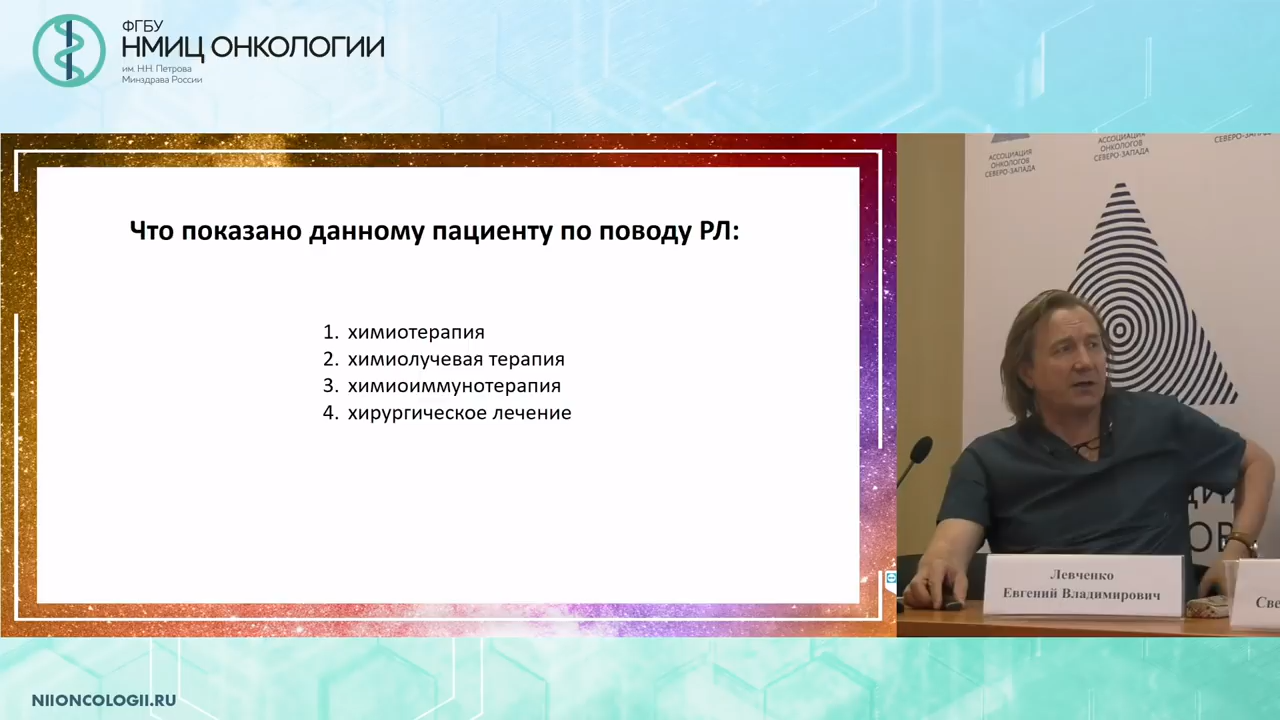 ФГБУ
НМИЦ ОНКОЛОГИИ
им. Н.Н. Петрова
Минздрава России
Что показано данному пациенту по поводу РЛ:
1. химиотерапия
2. химиолучевая терапия
3. химиоиммунотерапия
4. хирургическое лечение
АССОЦИАЦИЯ
ОНКОЛОГОВ
СЕВЕРО-ЗАПАДА
АССОЦИАЦИЯ
ОНКОЛОГОВ
СЕВЕРО-ЗАПАДА
СЕВЕРО-ЗАПАДА
Левченко
Евгений Владимирович
Све
NIIONCOLOGII.RU